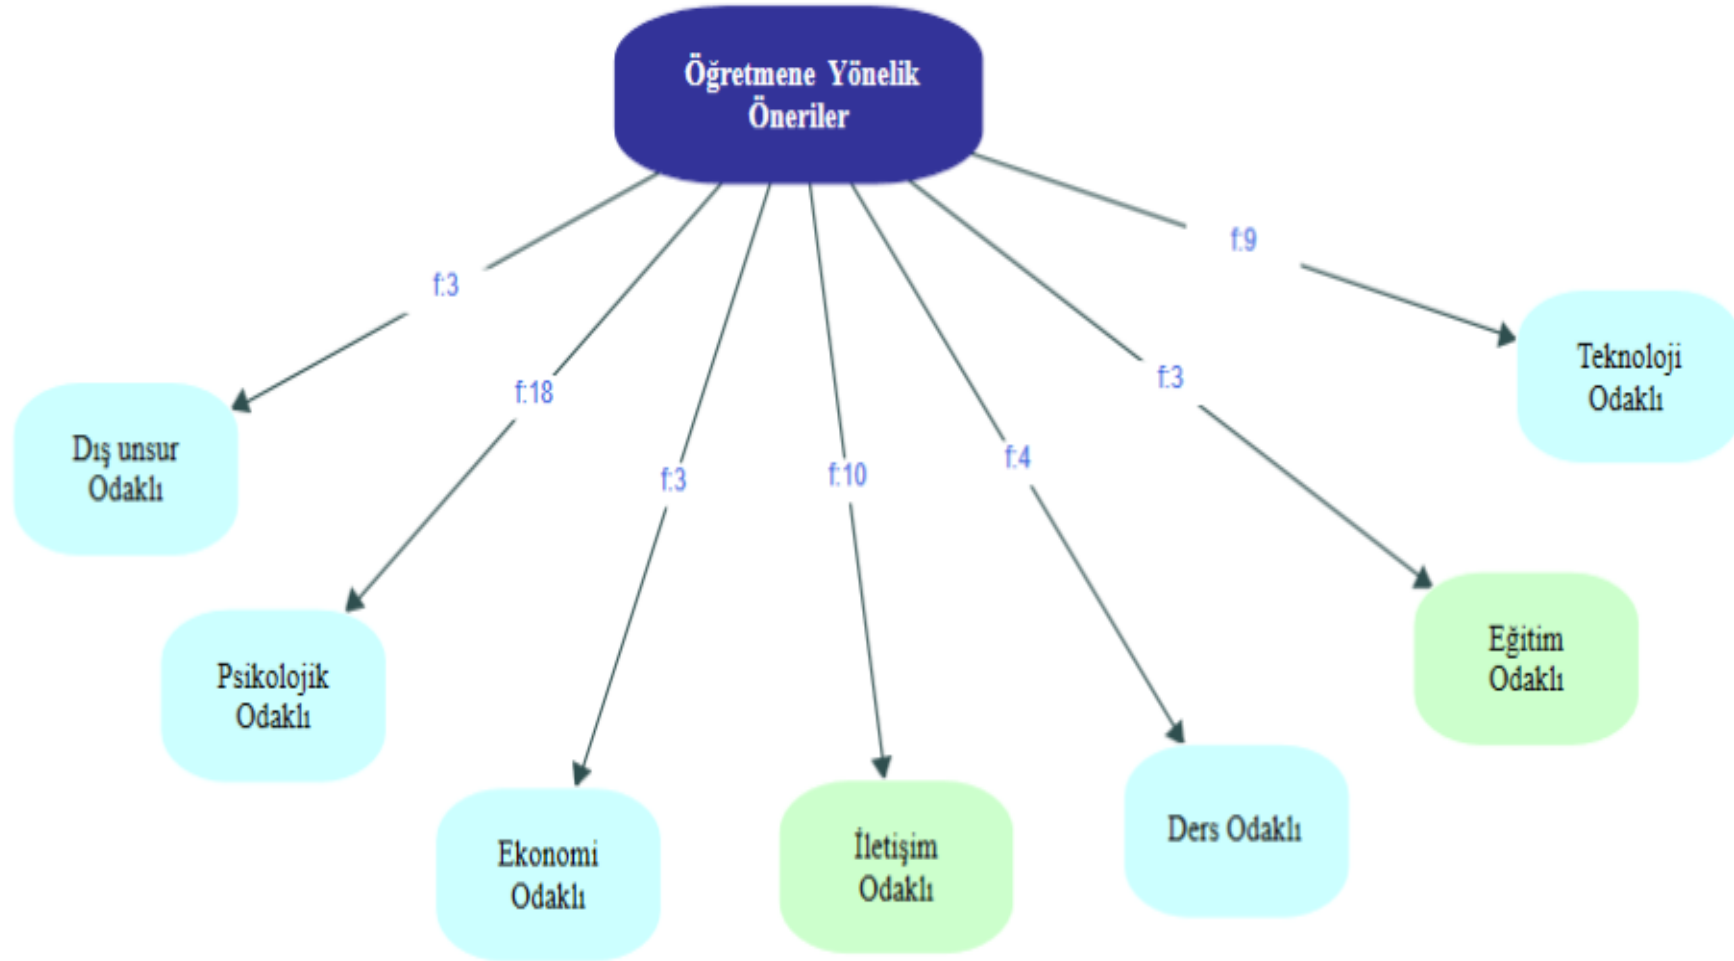 Öğretmene Yönelik
Öneriler
f:9
f:3
f:3
f:18
f:4
f:3
f:10
Teknoloji
Odaklı
Dış unsur
Odaklı
Eğitim
Odaklı
Psikolojik
Odaklı
Ders Odaklı
Ekonomi
Odaklı
İletişim
Odaklı